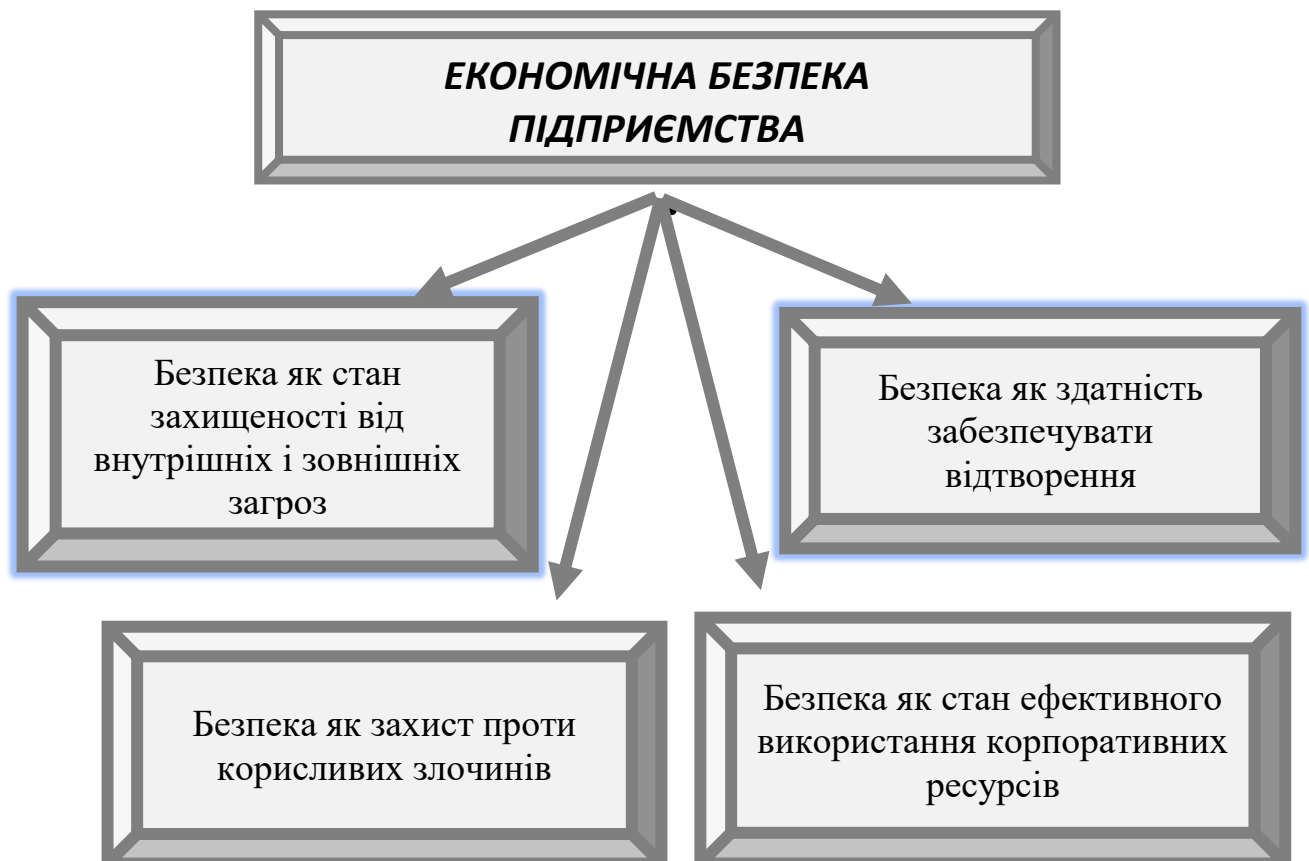 ЕКОНОМІЧНА БЕЗПЕКА
ПІДПРИЄМСТВА
Безпека як стан
захищеності від
внутрішніх і зовнішніх
загроз
Безпека як здатність
забезпечувати
відтворення
Безпека як захист проти
корисливих злочинів
Безпека як стан ефективного
використання корпоративних
ресурсів